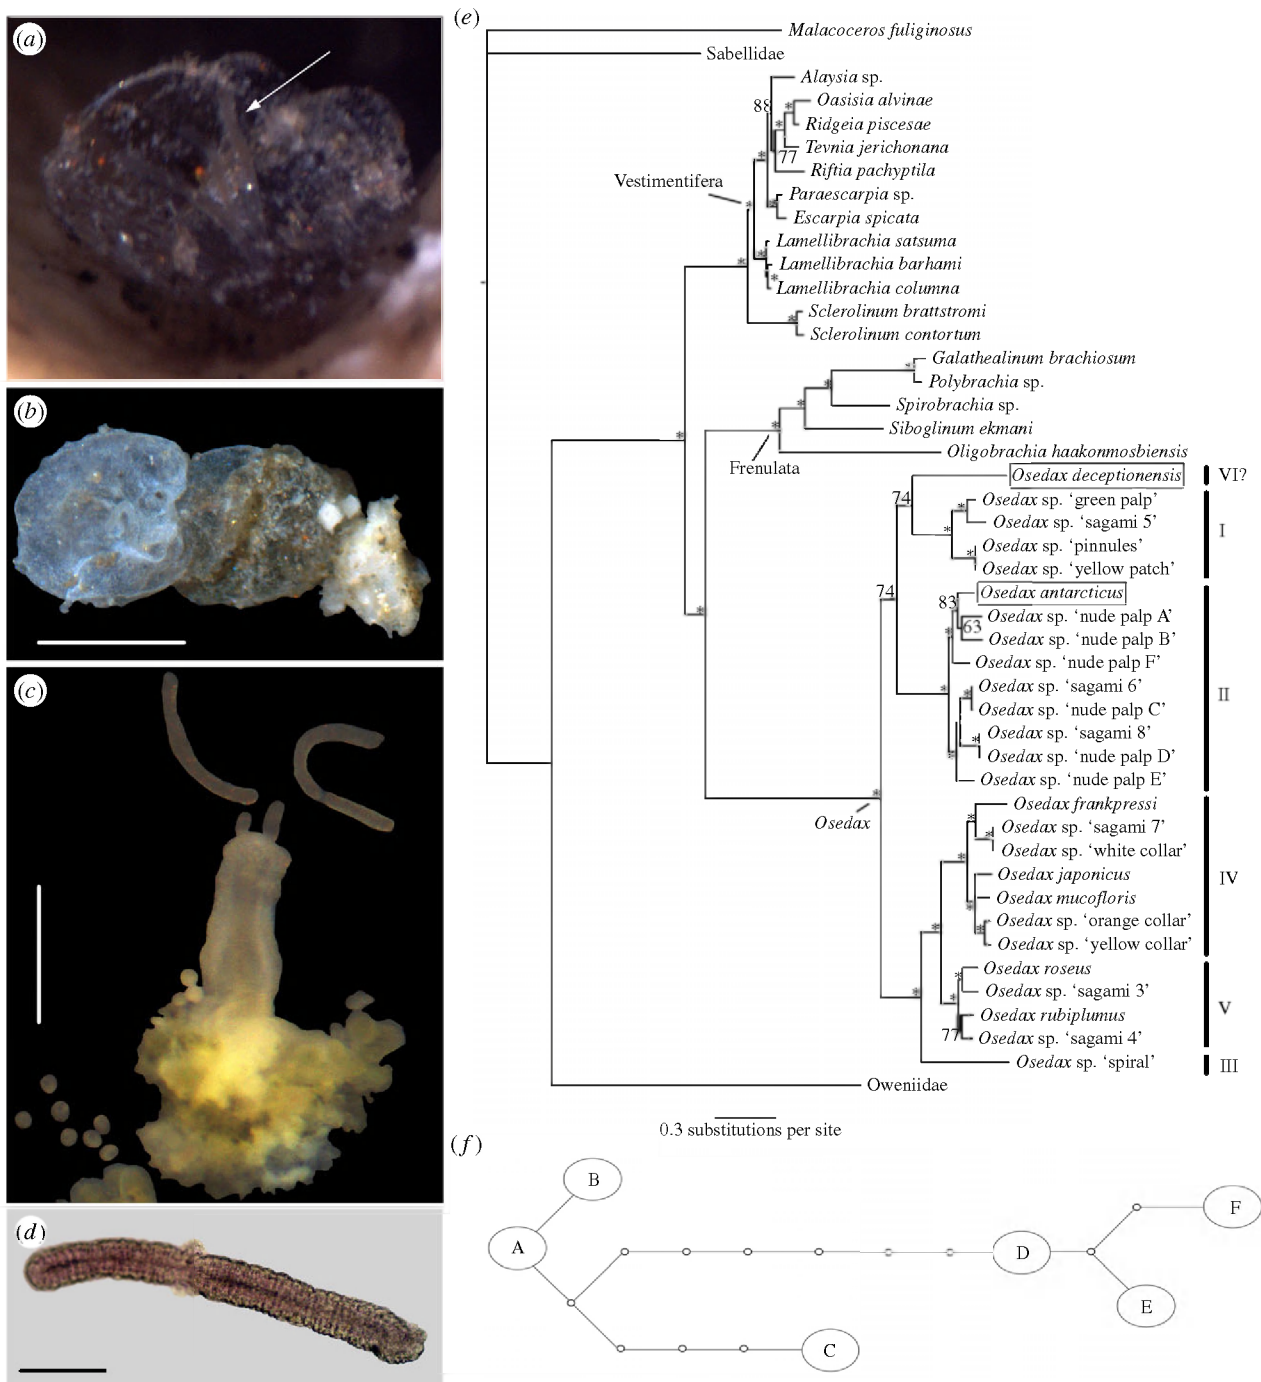 (a)
(b)
(c)
(d)
(e)
Malacoceros fuliginosus
Sabellidae
Alaysia sp.
88
*
Oasisia alvinae
*
Ridgeia piscesae
Tevnia jerichonana
77
*
Riftia pachyptila
Vestimentifera
Paraescarpia sp.
*
*
Escarpia spicata
Lamellibrachia satsuma
*
*
Lamellibrachia barhami
*
Lamellibrachia columna
Sclerolinum brattstromi
*
Sclerolinum contortum
Galathealinum brachiosum
*
*
Polybrachia sp.
*
Spirobrachia sp.
*
*
Siboglinum ekmani
Oligobrachia haakonmosbiensis
Frenulata
Osedax deceptionensis
VI?
74
Osedax sp. ‘green palp’
*
Osedax sp. ‘sagami 5’
*
I
Osedax sp. ‘pinnules’
*
Osedax sp. ‘yellow patch’
74
Osedax antarcticus
83
Osedax sp. ‘nude palp A’
63
*
Osedax sp. ‘nude palp B’
*
Osedax sp. ‘nude palp F’
Osedax sp. ‘sagami 6’
*
*
II
Osedax sp. ‘nude palp C’
Osedax sp. ‘sagami 8’
*
*
Osedax sp. ‘nude palp D’
Osedax sp. ‘nude palp E’
*
Osedax
Osedax frankpressi
*
Osedax sp. ‘sagami 7’
*
Osedax sp. ‘white collar’
*
Osedax japonicus
IV
Osedax mucofloris
*
Osedax sp. ‘orange collar’
*
*
Osedax sp. ‘yellow collar’
Osedax roseus
*
Osedax sp. ‘sagami 3’
*
*
V
Osedax rubiplumus
77
Osedax sp. ‘sagami 4’
Osedax sp. ‘spiral’
III
Oweniidae
0.3 substitutions per site
(f)
B
F
A
D
E
C